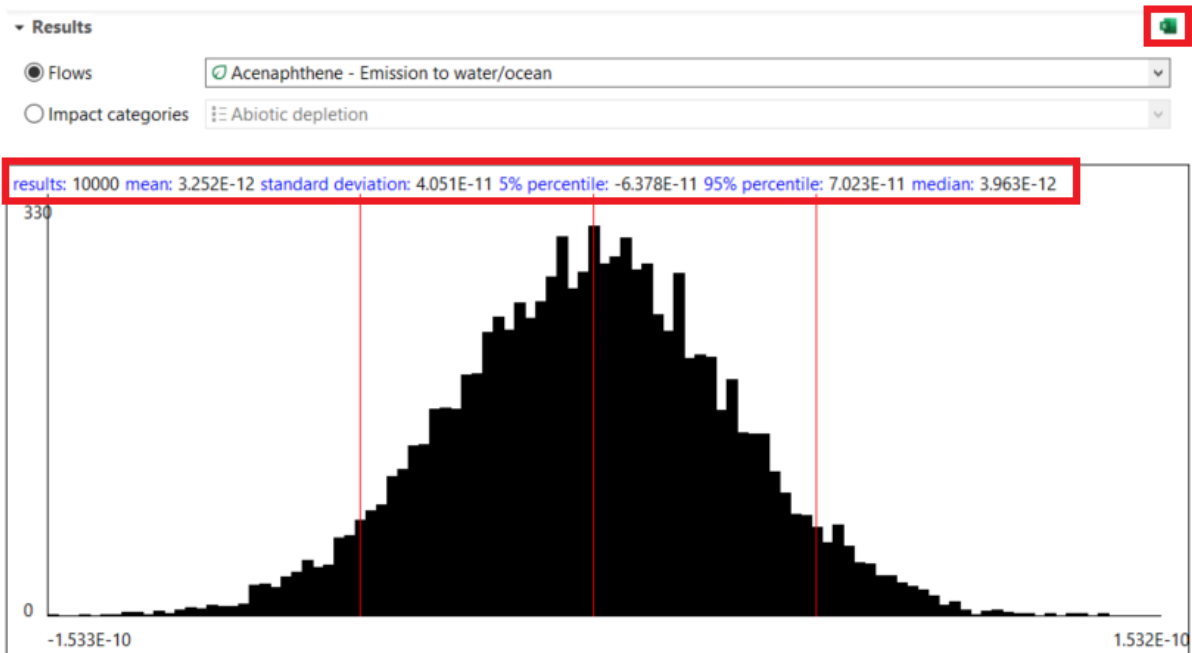 Results
Flows
Acenaphthene - Emission to water/ocean
Impact categories
Abiotic depletion
results: 10000 mean: 3.252E-12 standard deviation: 4.051E-11 5% percentile: -6.378E-11 95% percentile: 7.023E-11 median: 3.963E-12
330
0
-1.533E-10
1.532E-10